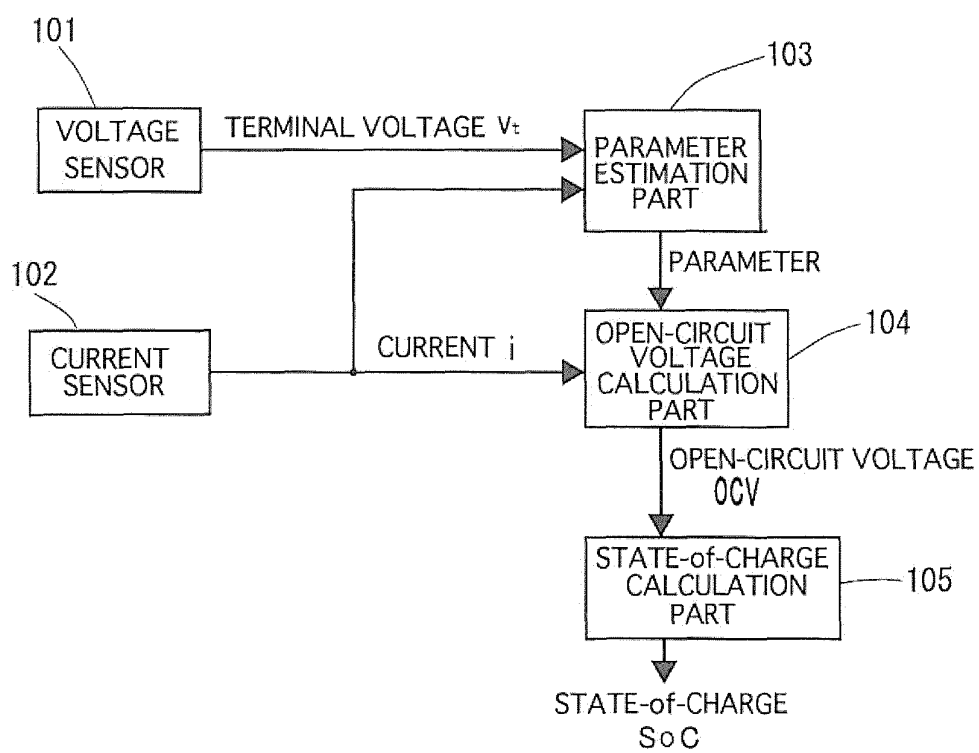 101
VOLTAGE
SENSOR
TERMINAL VOLTAGE Vt
103
PARAMETER
ESTIMATION
PART
PARAMETER
102
CURRENT
SENSOR
CURRENT i
104
OPEN-CIRCUIT
VOLTAGE
CALCULATION
PART
OPEN-CIRCUIT VOLTAGE
OCV
STATE-of-CHARGE
CALCULATION
PART
105
STATE-of-CHARGE
SoC